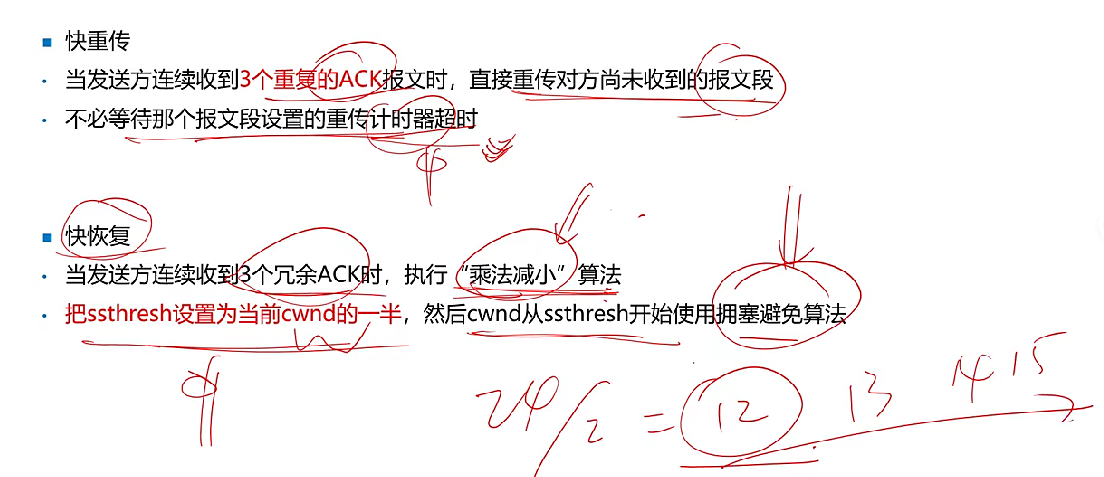 快重传
当发送方连续收到3个重复的ACK报文时，直接重传对方尚未收到的报文段
不必等待那个报文段设置的重传计时器超时
快恢复
当发送方连续收到3个冗余ACK时，执行“乘法减小”算法
把ssthresh设置为当前cwnd的一半，然后cwnd从ssthresh开始使用拥塞避免算法
24/2 = 12 13 14 15